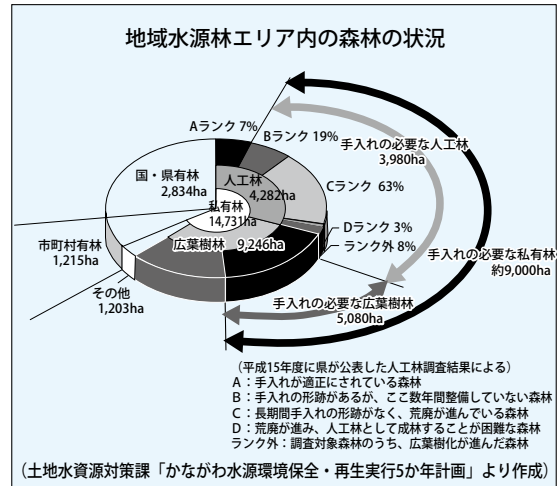 地域水源林エリア内の森林の状況
Aランク 7%
Bランク 19%
手入れの必要な人工林
3,980ha
国・県有林
2,834ha
人工林
4,282ha
Cランク 63%
私有林
14,731ha
Dランク 3%
ランク外 8%
市町村有林
1,215ha
広葉樹林 9,246ha
手入れの必要な私有林
約9,000ha
その他
1,203ha
手入れの必要な広葉樹林
5,080ha
(平成15年度に県が公表した人工林調査結果による)
A:手入れが適正にされている森林
B:手入れの形跡があるが、ここ数年間整備していない森林
C:長期間手入れの形跡がなく、荒廃が進んでいる森林
D:荒廃が進み、人工林として成林することが困難な森林
ランク外:調査対象森林のうち、広葉樹化が進んだ森林
(土地水資源対策課「かながわ水源環境保全・再生実行5か年計画」より作成)